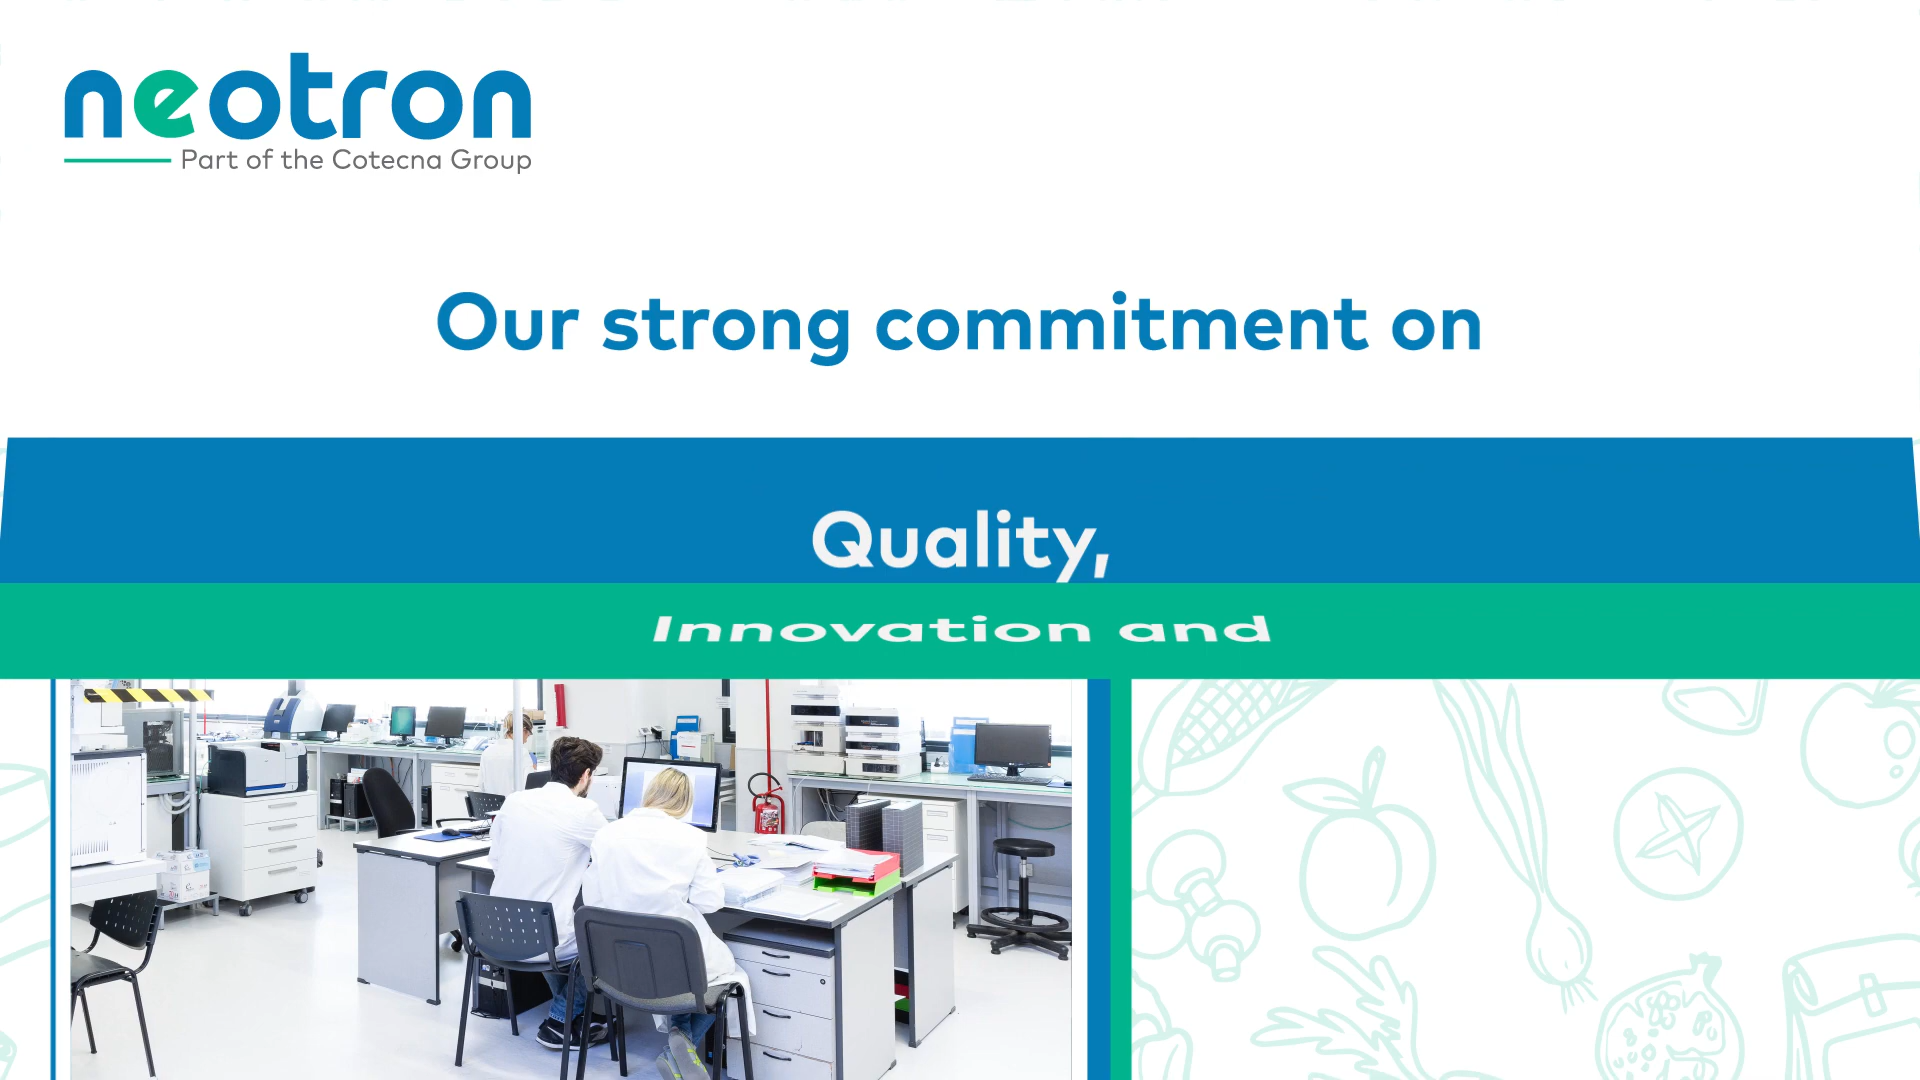 neotron
Part of the Cotecna Group
Our strong commitment on
Quality,
Innovation and